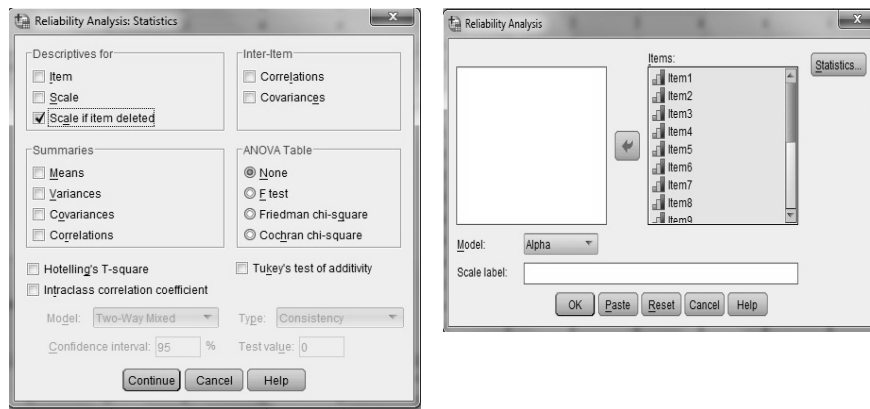 Reliability Analysis: Statistics
Descriptives for
Item
Scale
Scale if item deleted
Inter-Item
Correlations
Covariances
Summaries
Means
Variances
Covariances
Correlations
ANOVA Table
None
F test
Friedman chi-square
Cochran chi-square
Hotelling's T-square
Tukey's test of additivity
Intraclass correlation coefficient
Model: Two-Way Mixed Type: Consistency
Confidence interval: 95 % Test value: 0
Continue Cancel Help
Reliability Analysis
Items:
Statistics...
Item1
Item2
Item3
Item4
Item5
Item6
Item7
Item8
Item9
Model: Alpha
Scale label:
OK Paste Reset Cancel Help